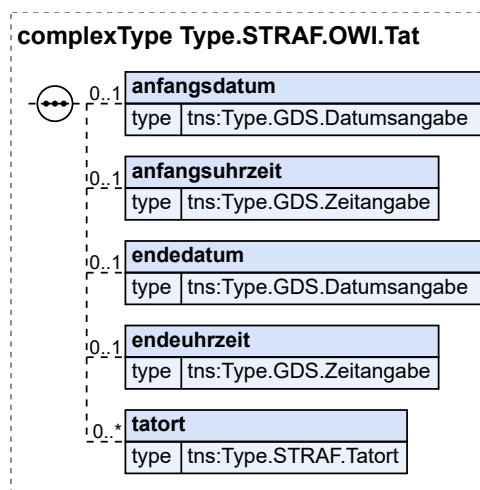 complexType Type.STRAF.OWI.Tat
0..1 anfangsdatum
type tns:Type.GDS.Datumsangabe
0..1 anfangsuhrzeit
type tns:Type.GDS.Zeitangabe
0..1 endedatum
type tns:Type.GDS.Datumsangabe
0..1 endeuhrzeit
type tns:Type.GDS.Zeitangabe
0..* tatort
type tns:Type.STRAF.Tatort